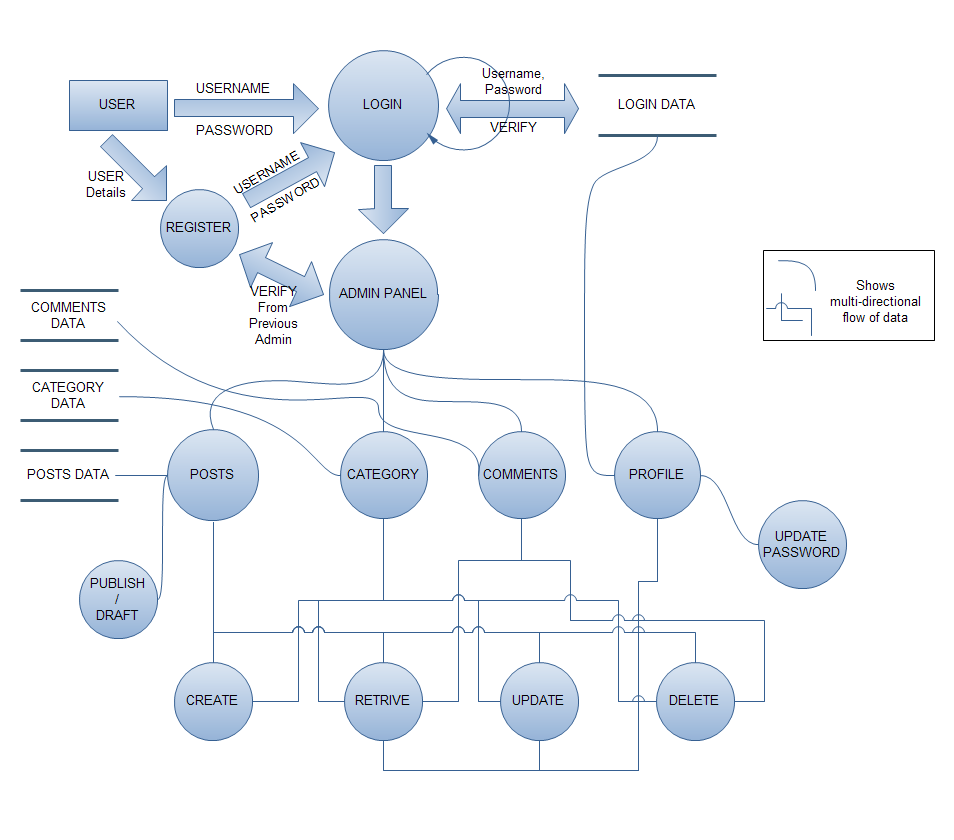 USER
USERNAME
PASSWORD
LOGIN
Username,
Password
VERIFY
LOGIN DATA
USER
Details
USERNAME
PASSWORD
REGISTER
VERIFY
From
Previous
Admin
ADMIN PANEL
Shows
multi-directional
flow of data
COMMENTS
DATA
CATEGORY
DATA
POSTS DATA
POSTS
CATEGORY
COMMENTS
PROFILE
UPDATE
PASSWORD
PUBLISH
/
DRAFT
CREATE
RETRIVE
UPDATE
DELETE